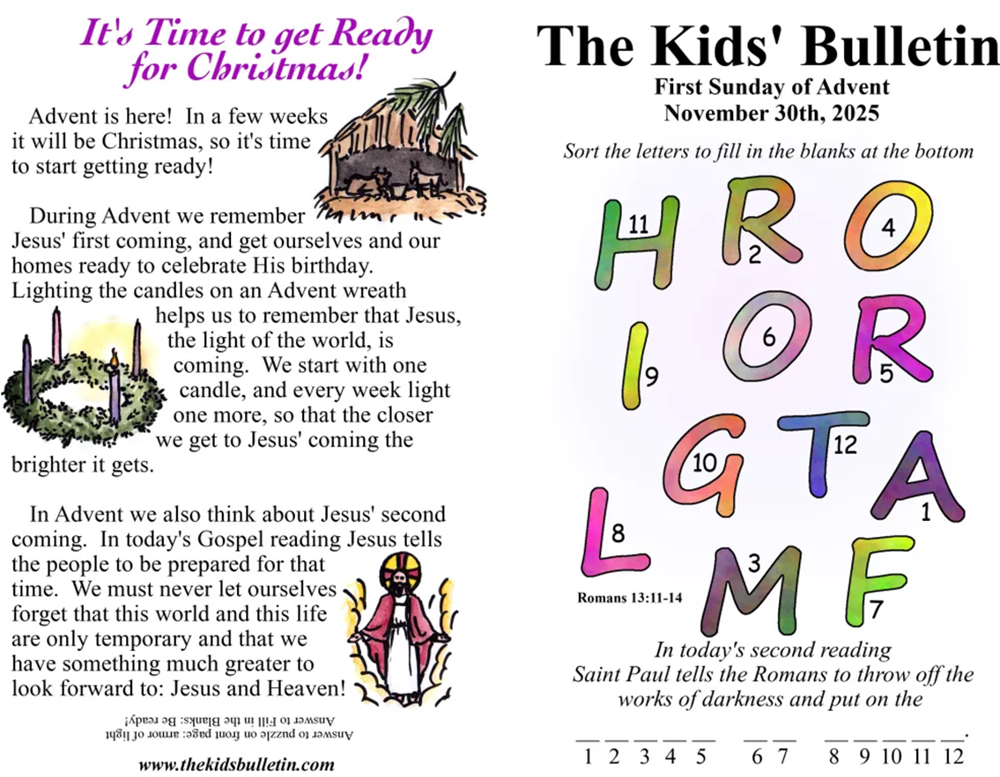 It's Time to get Ready
for Christmas!
Advent is here! In a few weeks
it will be Christmas, so it's time
to start getting ready!
During Advent we remember
Jesus' first coming, and get ourselves and our
homes ready to celebrate His birthday.
Lighting the candles on an Advent wreath
helps us to remember that Jesus,
the light of the world, is
coming. We start with one
candle, and every week light
one more, so that the closer
we get to Jesus' coming the
brighter it gets.
In Advent we also think about Jesus' second
coming. In today's Gospel reading Jesus tells
the people to be prepared for that
time. We must never let ourselves
forget that this world and this life
are only temporary and that we
have something much greater to
look forward to: Jesus and Heaven!
Answer to puzzle on front page: armor of light
Answer to Fill in the Blanks: Be ready!
www.thekidsbulletin.com
The Kids' Bulletin
First Sunday of Advent
November 30th, 2025
Sort the letters to fill in the blanks at the bottom
H 11 R 2 O 4
I 9 O 6 R 5
G 10 T 12 A 1
L 8 M 3 F 7
Romans 13:11-14
In today's second reading
Saint Paul tells the Romans to throw off the
works of darkness and put on the
__ __ __ __ __ __ __ __ __ __ __ __.
1 2 3 4 5 6 7 8 9 10 11 12